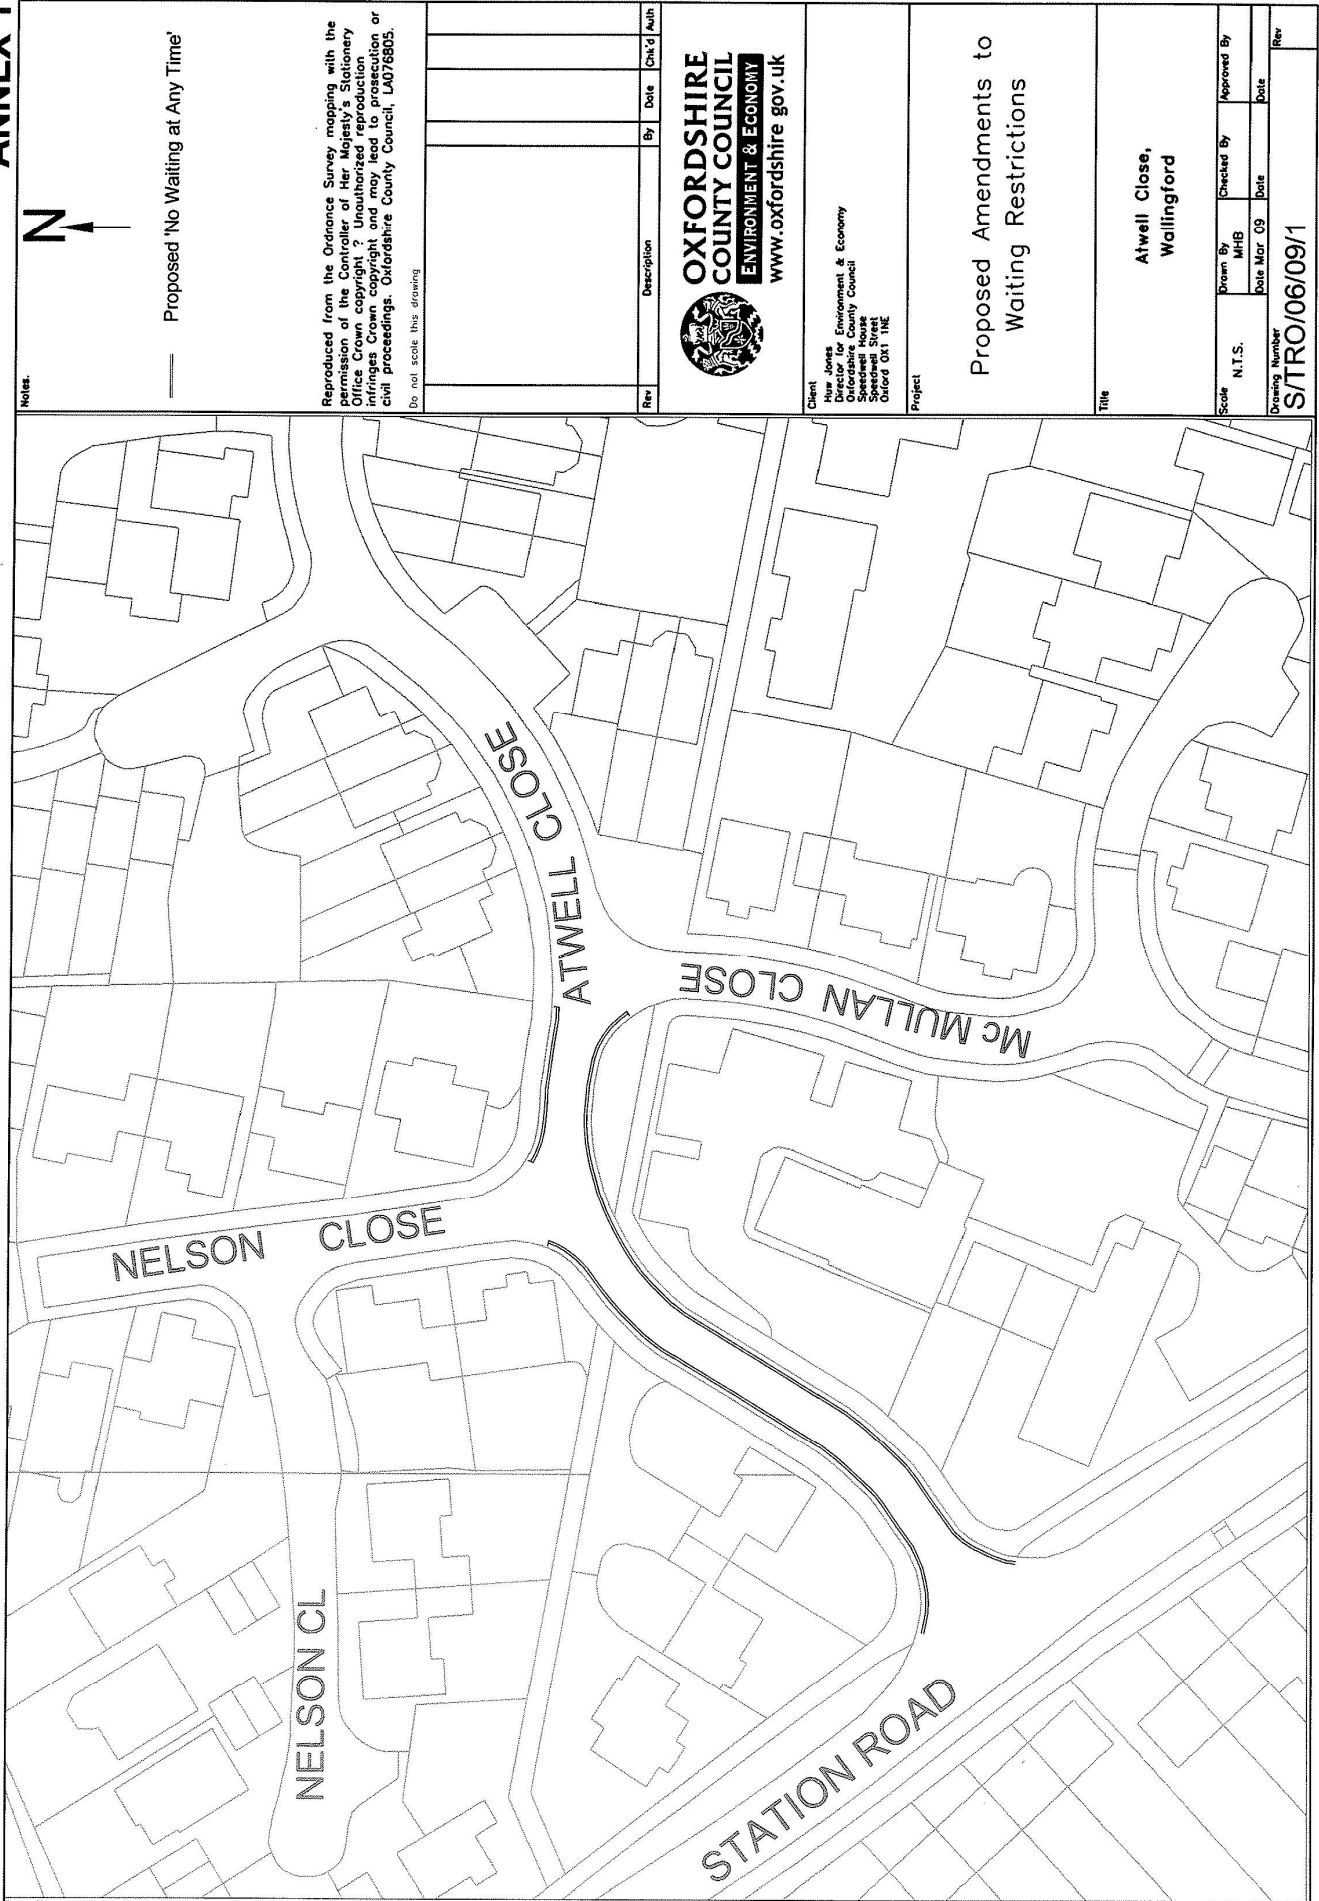 ANNEX 1
Notes.
N
Proposed 'No Waiting at Any Time'
Reproduced from the Ordnance Survey mapping with the
permission of the Controller of Her Majesty's Stationery
Office Crown copyright ? Unauthorized reproduction
infringes Crown copyright and may lead to prosecution or
civil proceedings. Oxfordshire County Council, LA076805.
Do not scale this drawing
Rev Description By Date Chk'd Auth
OXFORDSHIRE
COUNTY COUNCIL
ENVIRONMENT & ECONOMY
www.oxfordshire gov.uk
Client
Huw Jones
Director for Environment & Economy
Oxfordshire County Council
Speedwell House
Speedwell Street
Oxford OX1 1NE
Project
Proposed Amendments to
Waiting Restrictions
Title
Atwell Close,
Wallingford
Scale
N.T.S.
Drawn By
MHB
Checked By
Approved By
Date Mar 09
Date
Date
Drawing Number
S/TRO/06/09/1
Rev
NELSON CLOSE
NELSON CL
ATWELL CLOSE
Mc MULLAN CLOSE
STATION ROAD